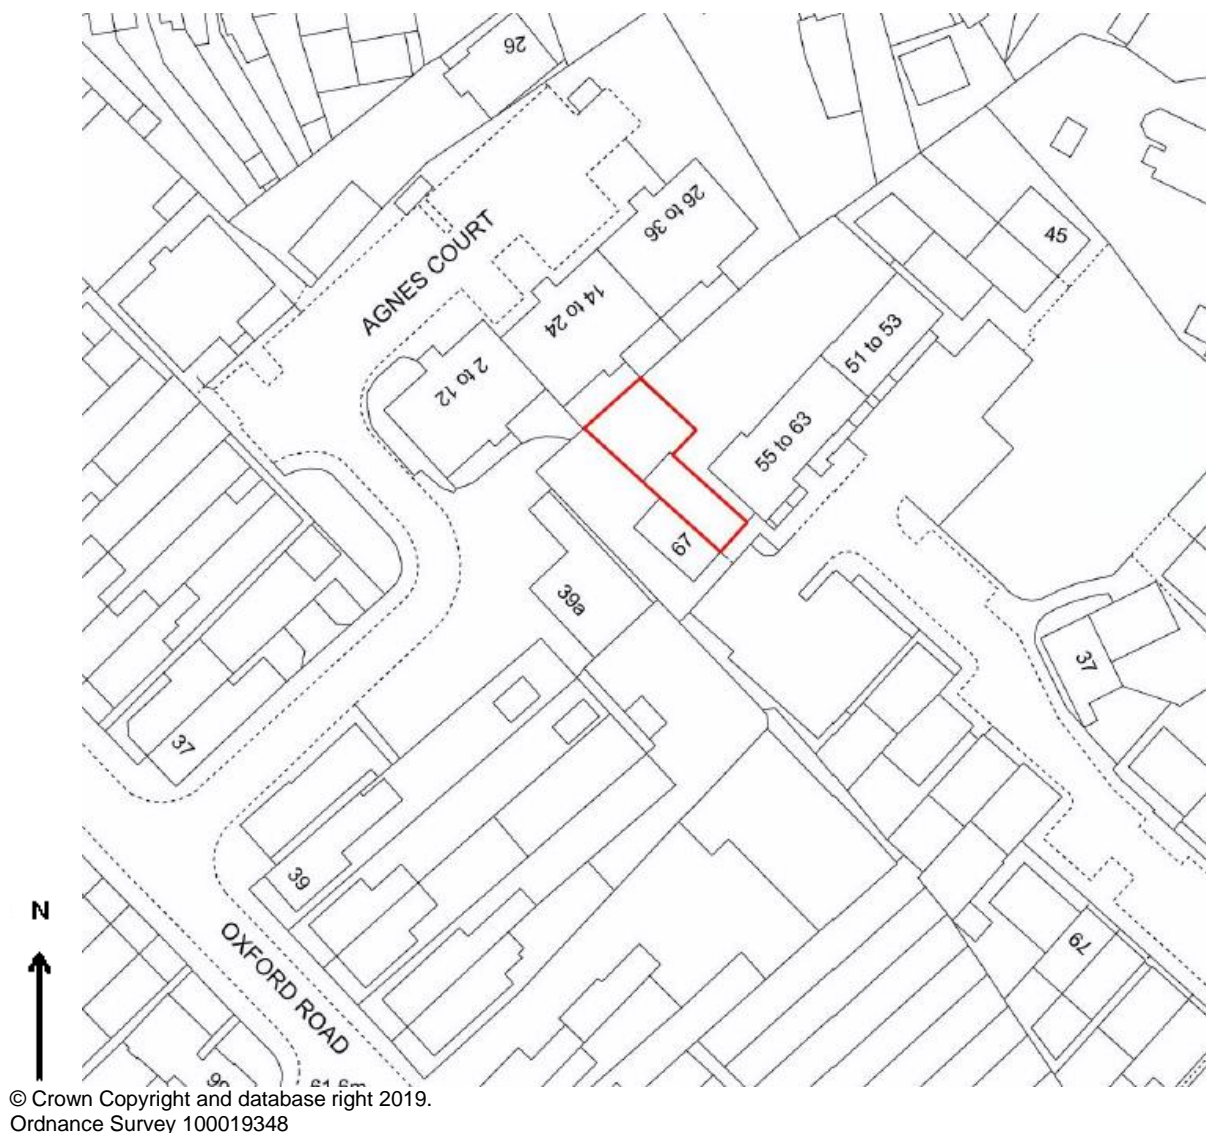 26
26 to 36
45
AGNES COURT
14 to 24
51 to 53
2 to 12
55 to 63
67
39a
37
37
39
79
N
OXFORD ROAD
61.6m
© Crown Copyright and database right 2019.
Ordnance Survey 100019348